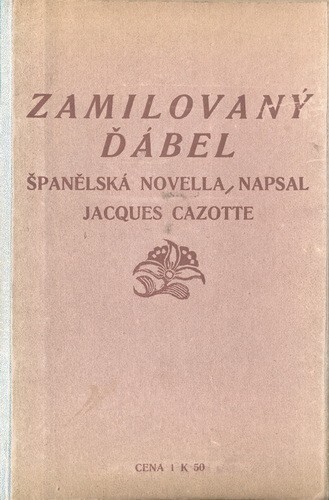 ZAMILOVANÝ
ĎÁBEL
ŠPANĚLSKÁ NOVELLA, NAPSAL
JACQUES CAZOTTE
CENA 1 K 50